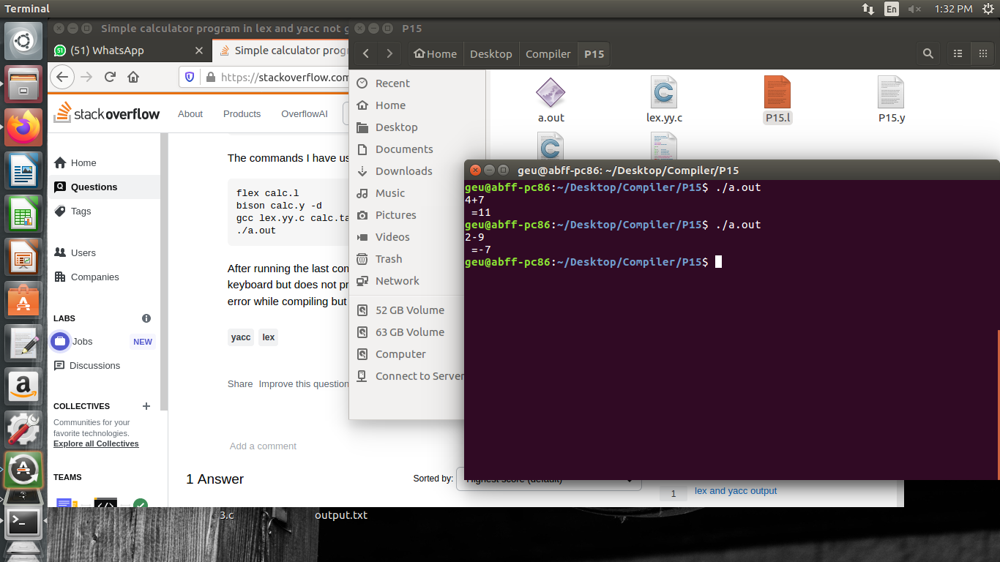 Terminal
En
1:32 PM
Simple calculator program in lex and yacc not g
(51) WhatsApp
Simple calculator prog
https://stackoverflow.com
stackoverflow
About
Products
OverflowAI
Home
Questions
Tags
Users
Companies
LABS
Jobs
NEW
Discussions
COLLECTIVES
Communities for your
favorite technologies.
Explore all Collectives
TEAMS
The commands I have us
flex calc.l
bison calc.y -d
gcc lex.yy.c calc.ta
./a.out
After running the last con
keyboard but does not pr
error while compiling but
yacc
lex
Share
Improve this question
Add a comment
1 Answer
Sorted by:
Highest score (default)
1
lex and yacc output
P15
Home
Desktop
Compiler
P15
Recent
Home
Desktop
Documents
Downloads
Music
Pictures
Videos
Trash
Network
52 GB Volume
63 GB Volume
Computer
Connect to Server
a.out
lex.yy.c
P15.l
P15.y
geu@abff-pc86: ~/Desktop/Compiler/P15
geu@abff-pc86:~/Desktop/Compiler/P15$ ./a.out
4+7
=11
geu@abff-pc86:~/Desktop/Compiler/P15$ ./a.out
2-9
=-7
geu@abff-pc86:~/Desktop/Compiler/P15$
3.c
output.txt